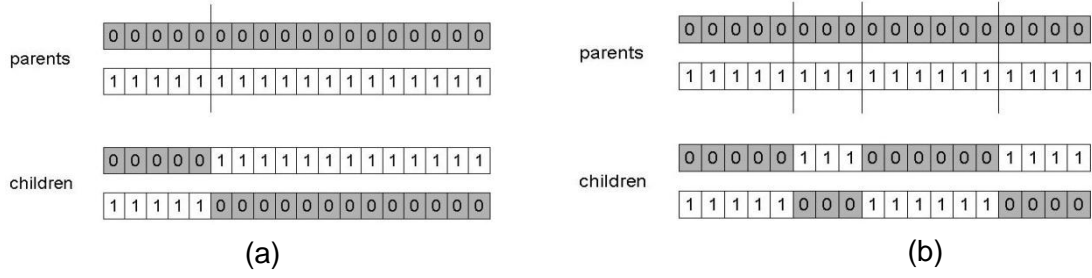 parents
0 0 0 0 0 0 0 0 0 0 0 0 0 0 0 0 0 0
1 1 1 1 1 1 1 1 1 1 1 1 1 1 1 1 1 1
children
0 0 0 0 0 1 1 1 1 1 1 1 1 1 1 1 1 1
1 1 1 1 1 0 0 0 0 0 0 0 0 0 0 0 0 0
(a)
parents
0 0 0 0 0 0 0 0 0 0 0 0 0 0 0 0 0 0
1 1 1 1 1 1 1 1 1 1 1 1 1 1 1 1 1 1
children
0 0 0 0 0 1 1 1 0 0 0 0 0 0 1 1 1 1
1 1 1 1 1 0 0 0 1 1 1 1 1 1 0 0 0 0
(b)